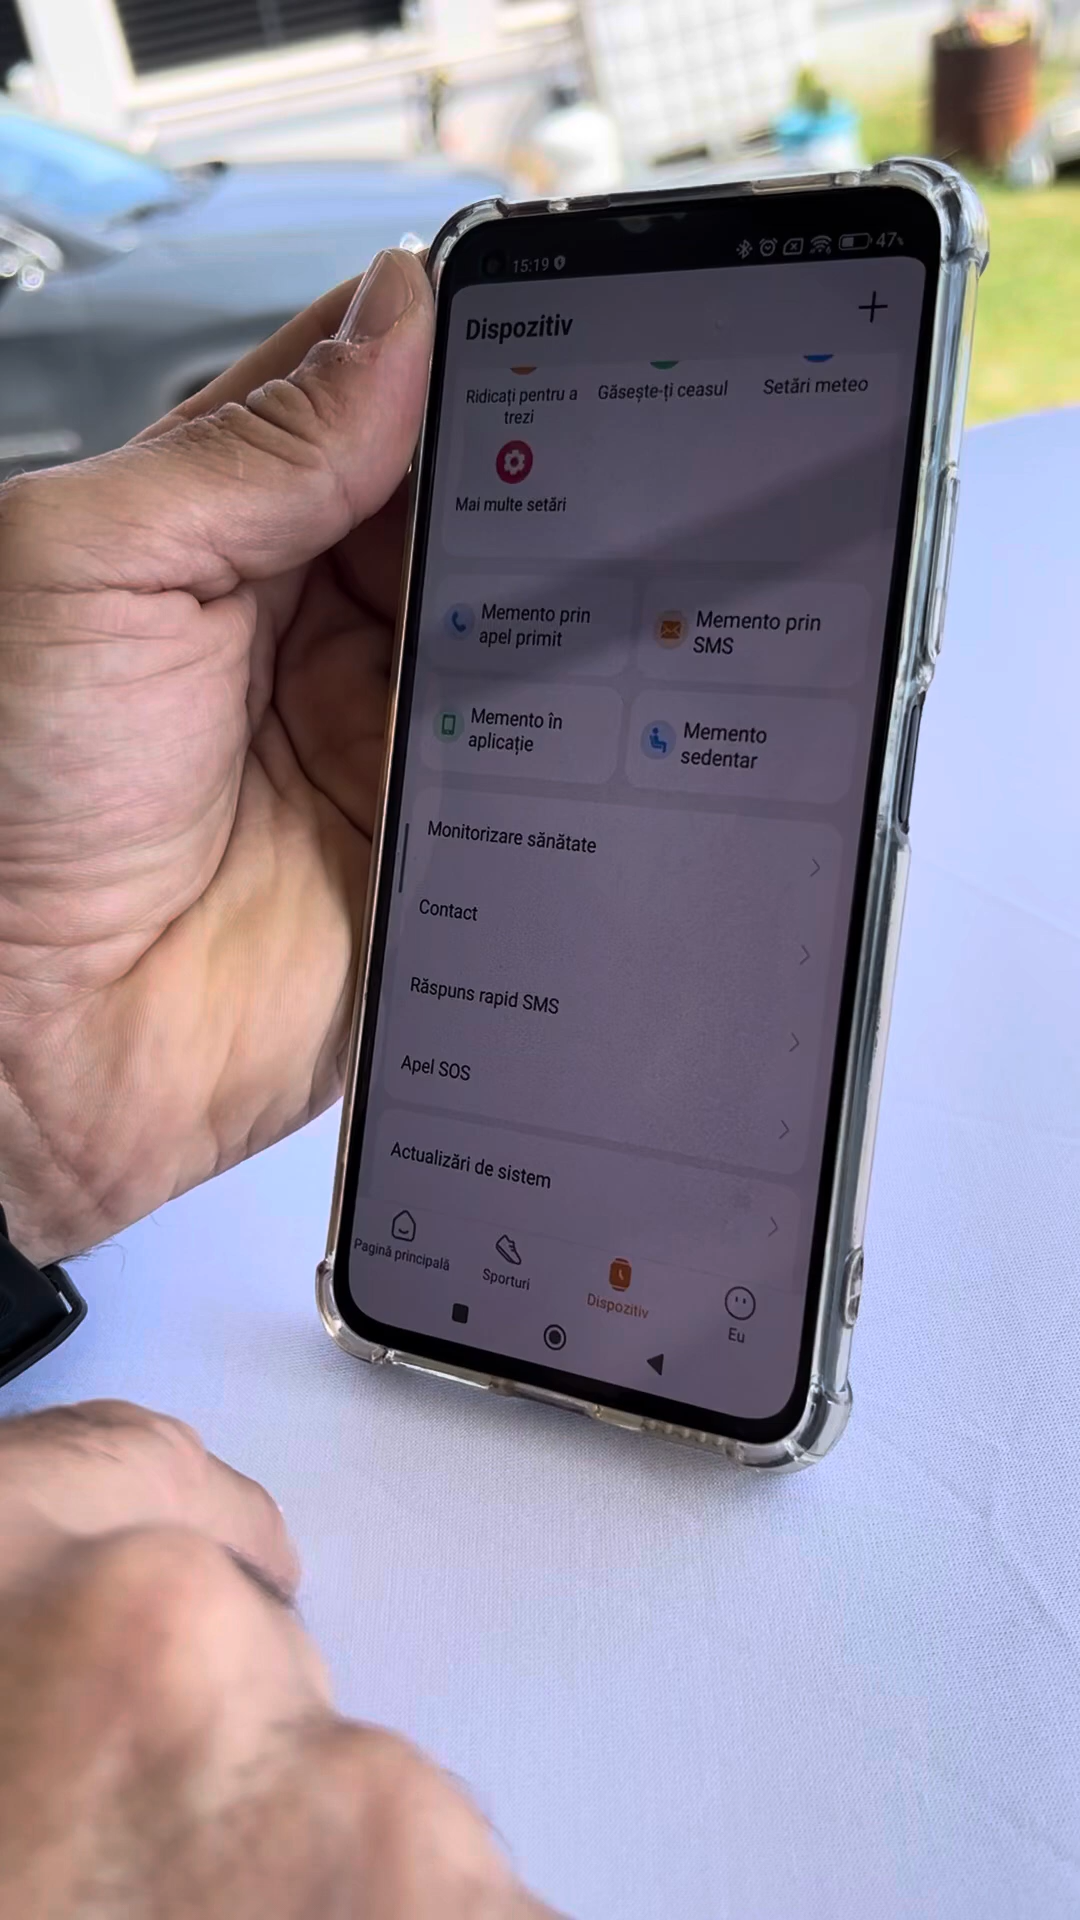 15:19
47%
Dispozitiv
Ridicați pentru a
trezi
Găsește-ți ceasul
Setări meteo
Mai multe setări
Memento prin
apel primit
Memento prin
SMS
Memento în
aplicație
Memento
sedentar
Monitorizare sănătate
Contact
Răspuns rapid SMS
Apel SOS
Actualizări de sistem
Pagină principală
Sporturi
Dispozitiv
Eu